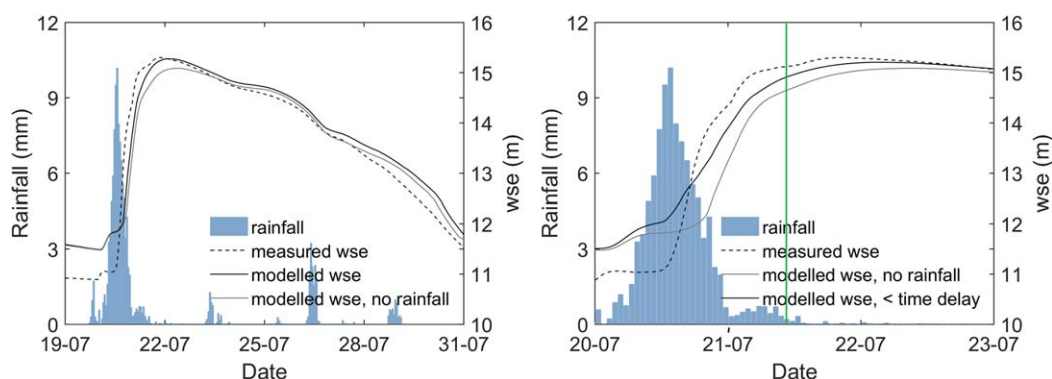 12
9
6
3
0
Rainfall (mm)
16
15
14
13
12
11
10
wse (m)
rainfall
measured wse
modelled wse
modelled wse, no rainfall
19-07 22-07 25-07 28-07 31-07
Date
12
9
6
3
0
Rainfall (mm)
16
15
14
13
12
11
10
wse (m)
rainfall
measured wse
modelled wse, no rainfall
modelled wse, < time delay
20-07 21-07 22-07 23-07
Date